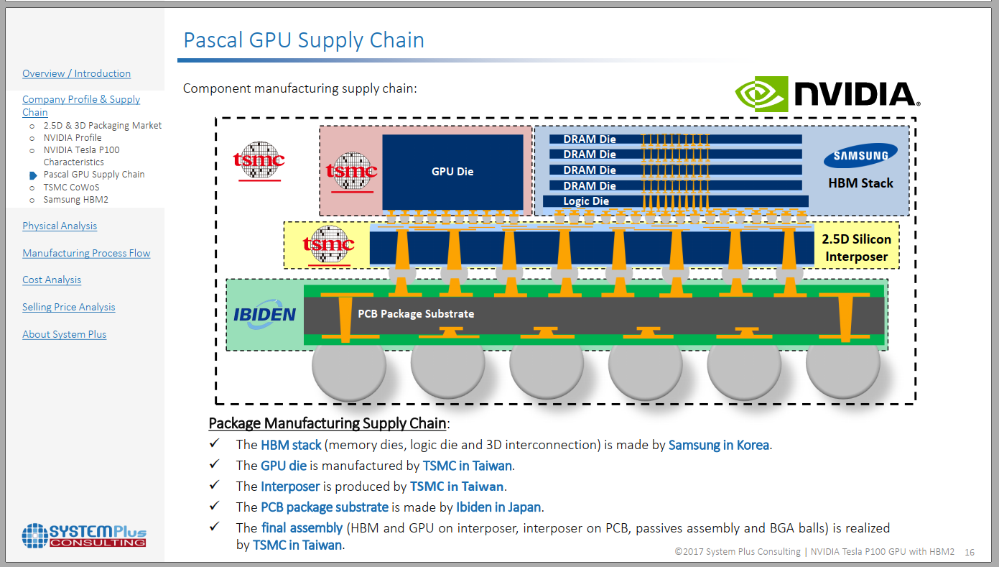 Pascal GPU Supply Chain
Overview / Introduction
Company Profile & Supply
Chain
o 2.5D & 3D Packaging Market
o NVIDIA Profile
o NVIDIA Tesla P100
Characteristics
Pascal GPU Supply Chain
o TSMC CoWoS
o Samsung HBM2
Physical Analysis
Manufacturing Process Flow
Cost Analysis
Selling Price Analysis
About System Plus
SYSTEMPlus
CONSULTING
Component manufacturing supply chain:
NVIDIA®
tsmc
tsmc
GPU Die
DRAM Die
DRAM Die
DRAM Die
DRAM Die
Logic Die
SAMSUNG
HBM Stack
tsmc
2.5D Silicon
Interposer
IBIDEN
PCB Package Substrate
Package Manufacturing Supply Chain:
✓ The HBM stack (memory dies, logic die and 3D interconnection) is made by Samsung in Korea.
✓ The GPU die is manufactured by TSMC in Taiwan.
✓ The Interposer is produced by TSMC in Taiwan.
✓ The PCB package substrate is made by Ibiden in Japan.
✓ The final assembly (HBM and GPU on interposer, interposer on PCB, passives assembly and BGA balls) is realized
by TSMC in Taiwan.
©2017 System Plus Consulting | NVIDIA Tesla P100 GPU with HBM2 16